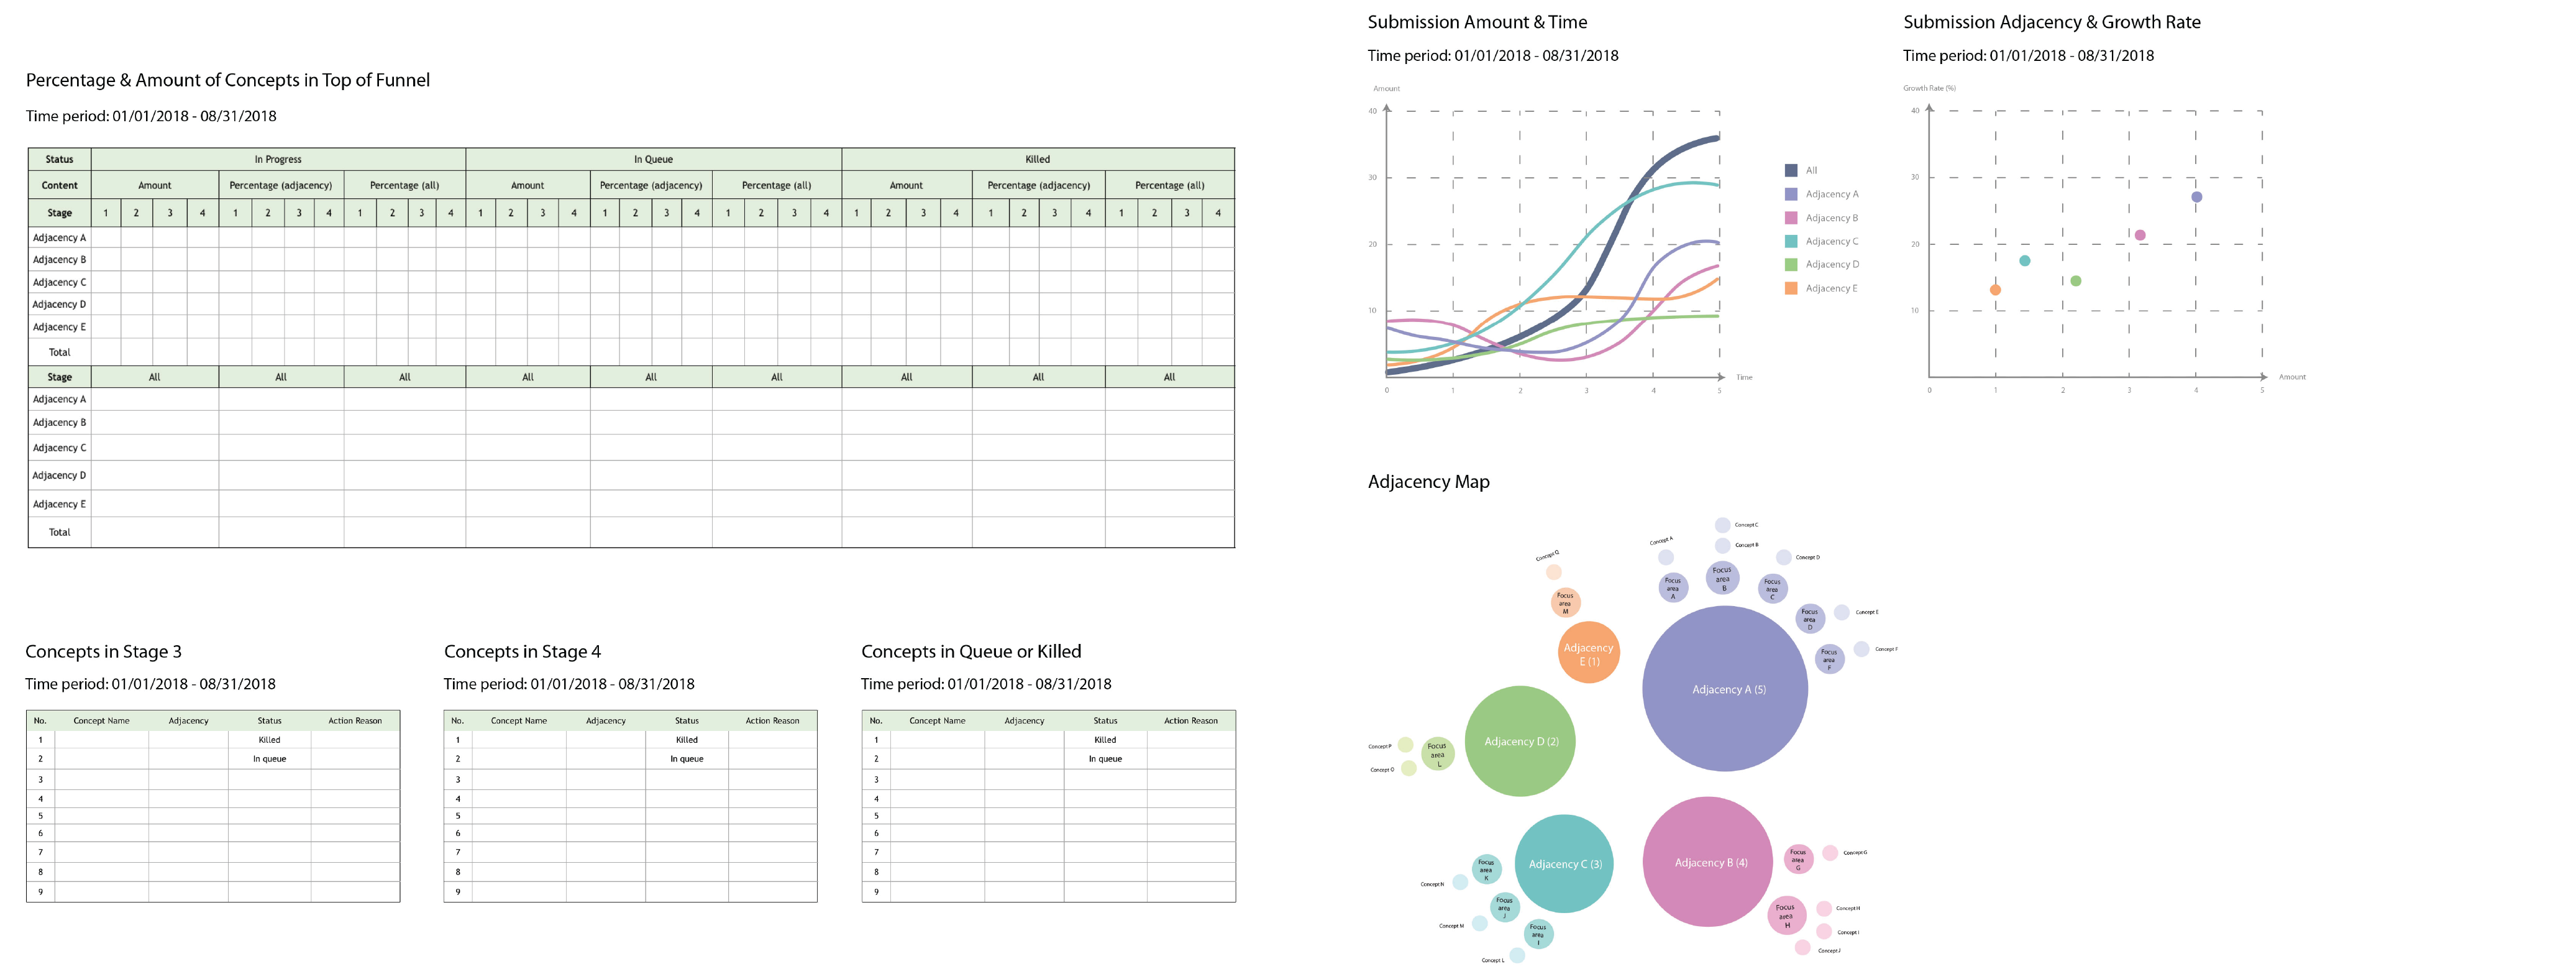 Percentage & Amount of Concepts in Top of Funnel
Time period: 01/01/2018 - 08/31/2018
Status In Progress In Queue Killed
Content Amount Percentage (adjacency) Percentage (all) Amount Percentage (adjacency) Percentage (all) Amount Percentage (adjacency) Percentage (all)
Stage 1 2 3 4 1 2 3 4 1 2 3 4 1 2 3 4 1 2 3 4 1 2 3 4 1 2 3 4 1 2 3 4 1 2 3 4
Adjacency A
Adjacency B
Adjacency C
Adjacency D
Adjacency E
Total
Stage All All All All All All All All All
Adjacency A
Adjacency B
Adjacency C
Adjacency D
Adjacency E
Total
Concepts in Stage 3
Time period: 01/01/2018 - 08/31/2018
No. Concept Name Adjacency Status Action Reason
1 Killed
2 In queue
3
4
5
6
7
8
9
Concepts in Stage 4
Time period: 01/01/2018 - 08/31/2018
No. Concept Name Adjacency Status Action Reason
1 Killed
2 In queue
3
4
5
6
7
8
9
Concepts in Queue or Killed
Time period: 01/01/2018 - 08/31/2018
No. Concept Name Adjacency Status Action Reason
1 Killed
2 In queue
3
4
5
6
7
8
9
Submission Amount & Time
Time period: 01/01/2018 - 08/31/2018
Amount
40
30
20
10
0 1 2 3 4 5
Time
All
Adjacency A
Adjacency B
Adjacency C
Adjacency D
Adjacency E
Submission Adjacency & Growth Rate
Time period: 01/01/2018 - 08/31/2018
Growth Rate (%)
40
30
20
10
0 1 2 3 4 5
Amount
Adjacency Map
Concept C
Concept B
Concept A
Concept D
Concept Q
Focus
area
B
Focus
area
A
Focus
area
C
Focus
area
M
Focus
area
D
Concept E
Adjacency
E (1)
Focus
area
F
Concept F
Adjacency A (5)
Adjacency D (2)
Concept P
Focus
area
L
Concept O
Adjacency C (3)
Adjacency B (4)
Focus
area
G
Concept G
Focus
area
K
Concept N
Focus
area
J
Concept M
Focus
area
I
Concept L
Focus
area
H
Concept H
Concept I
Concept J